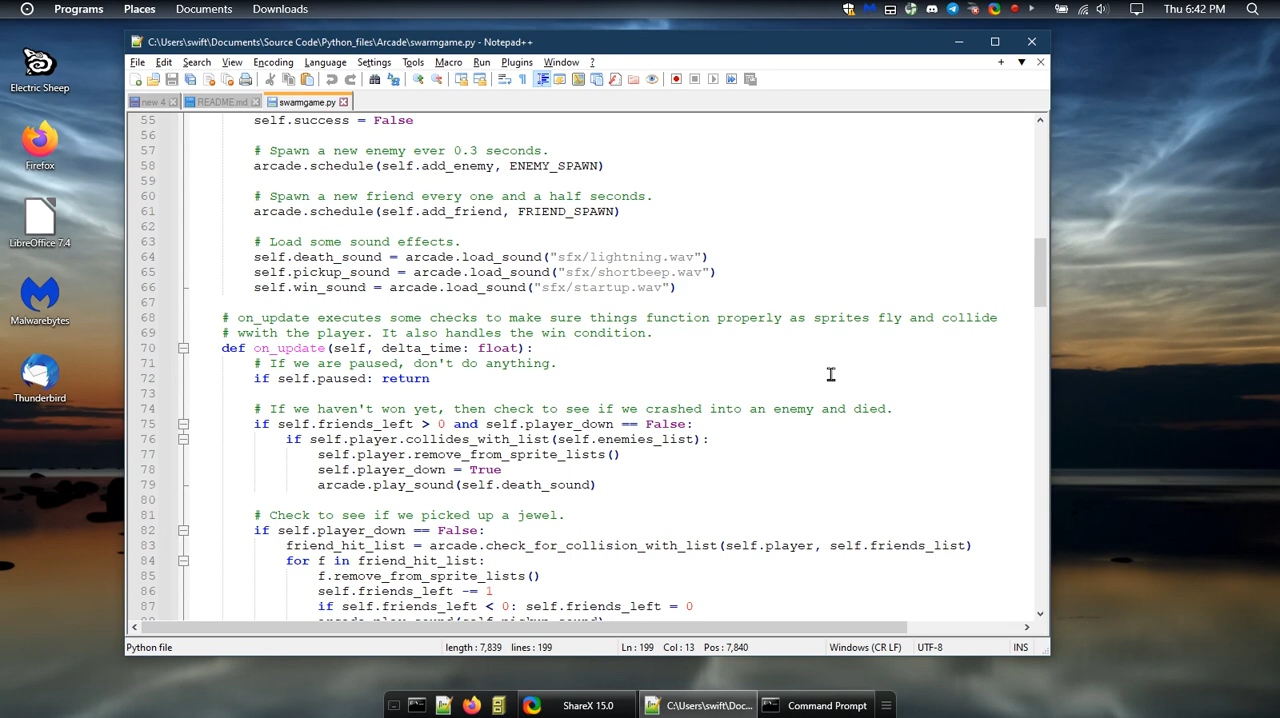 Programs Places Documents Downloads Thu 6:42 PM
Electric Sheep
Firefox
LibreOffice 7.4
Malwarebytes
Thunderbird
C:\Users\swift\Documents\Source Code\Python_files\Arcade\swarmgame.py - Notepad++
File Edit Search View Encoding Language Settings Tools Macro Run Plugins Window ?
new 4 README.md swarmgame.py
55 self.success = False
56
57 # Spawn a new enemy ever 0.3 seconds.
58 arcade.schedule(self.add_enemy, ENEMY_SPAWN)
59
60 # Spawn a new friend every one and a half seconds.
61 arcade.schedule(self.add_friend, FRIEND_SPAWN)
62
63 # Load some sound effects.
64 self.death_sound = arcade.load_sound("sfx/lightning.wav")
65 self.pickup_sound = arcade.load_sound("sfx/shortbeep.wav")
66 self.win_sound = arcade.load_sound("sfx/startup.wav")
67
68 # on_update executes some checks to make sure things function properly as sprites fly and collide
69 # wwith the player. It also handles the win condition.
70 def on_update(self, delta_time: float):
71 # If we are paused, don't do anything.
72 if self.paused: return
73
74 # If we haven't won yet, then check to see if we crashed into an enemy and died.
75 if self.friends_left > 0 and self.player_down == False:
76 if self.player.collides_with_list(self.enemies_list):
77 self.player.remove_from_sprite_lists()
78 self.player_down = True
79 arcade.play_sound(self.death_sound)
80
81 # Check to see if we picked up a jewel.
82 if self.player_down == False:
83 friend_hit_list = arcade.check_for_collision_with_list(self.player, self.friends_list)
84 for f in friend_hit_list:
85 f.remove_from_sprite_lists()
86 self.friends_left -= 1
87 if self.friends_left < 0: self.friends_left = 0
Python file length : 7,839 lines : 199 Ln : 199 Col : 13 Pos : 7,840 Windows (CR LF) UTF-8 INS
ShareX 15.0 C:\Users\swift\Doc... Command Prompt